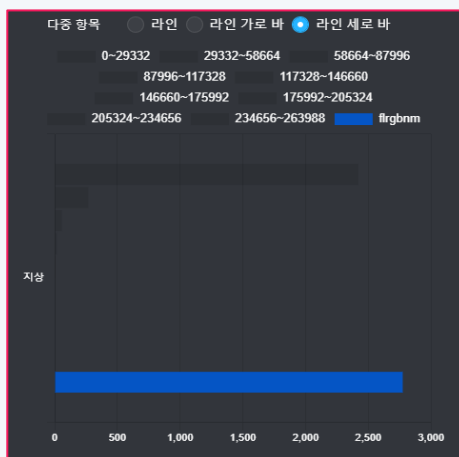 다중 항목 라인 라인 가로 바 라인 세로 바
0~29332 29332~58664 58664~87996
87996~117328 117328~146660
146660~175992 175992~205324
205324~234656 234656~263988 flrgbnm
지상
0 500 1,000 1,500 2,000 2,500 3,000